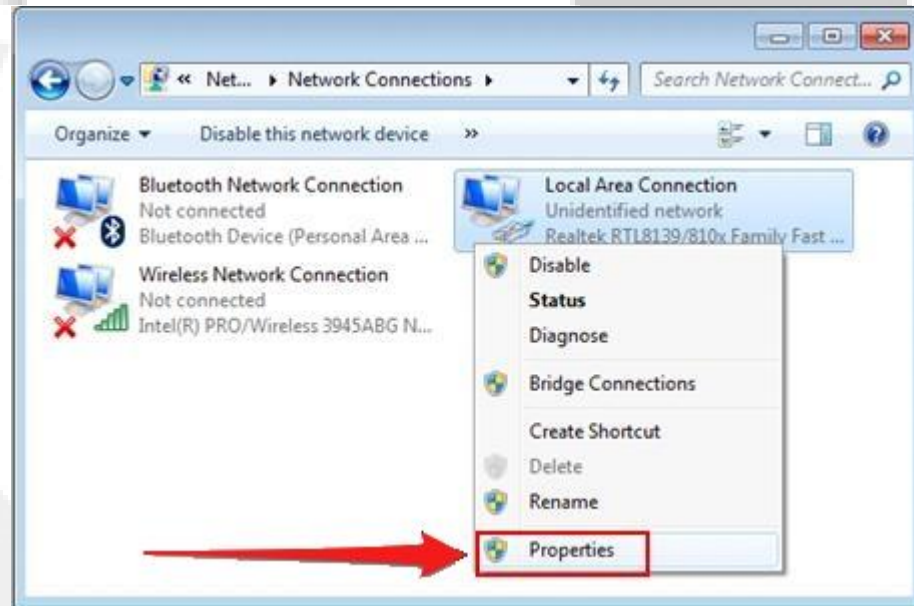 « Net... ▸ Network Connections ▸
Search Network Connect...
Organize ▾ Disable this network device »
Bluetooth Network Connection
Not connected
Bluetooth Device (Personal Area ...
Wireless Network Connection
Not connected
Intel(R) PRO/Wireless 3945ABG N...
Local Area Connection
Unidentified network
Realtek RTL8139/810x Family Fast ...
Disable
Status
Diagnose
Bridge Connections
Create Shortcut
Delete
Rename
Properties